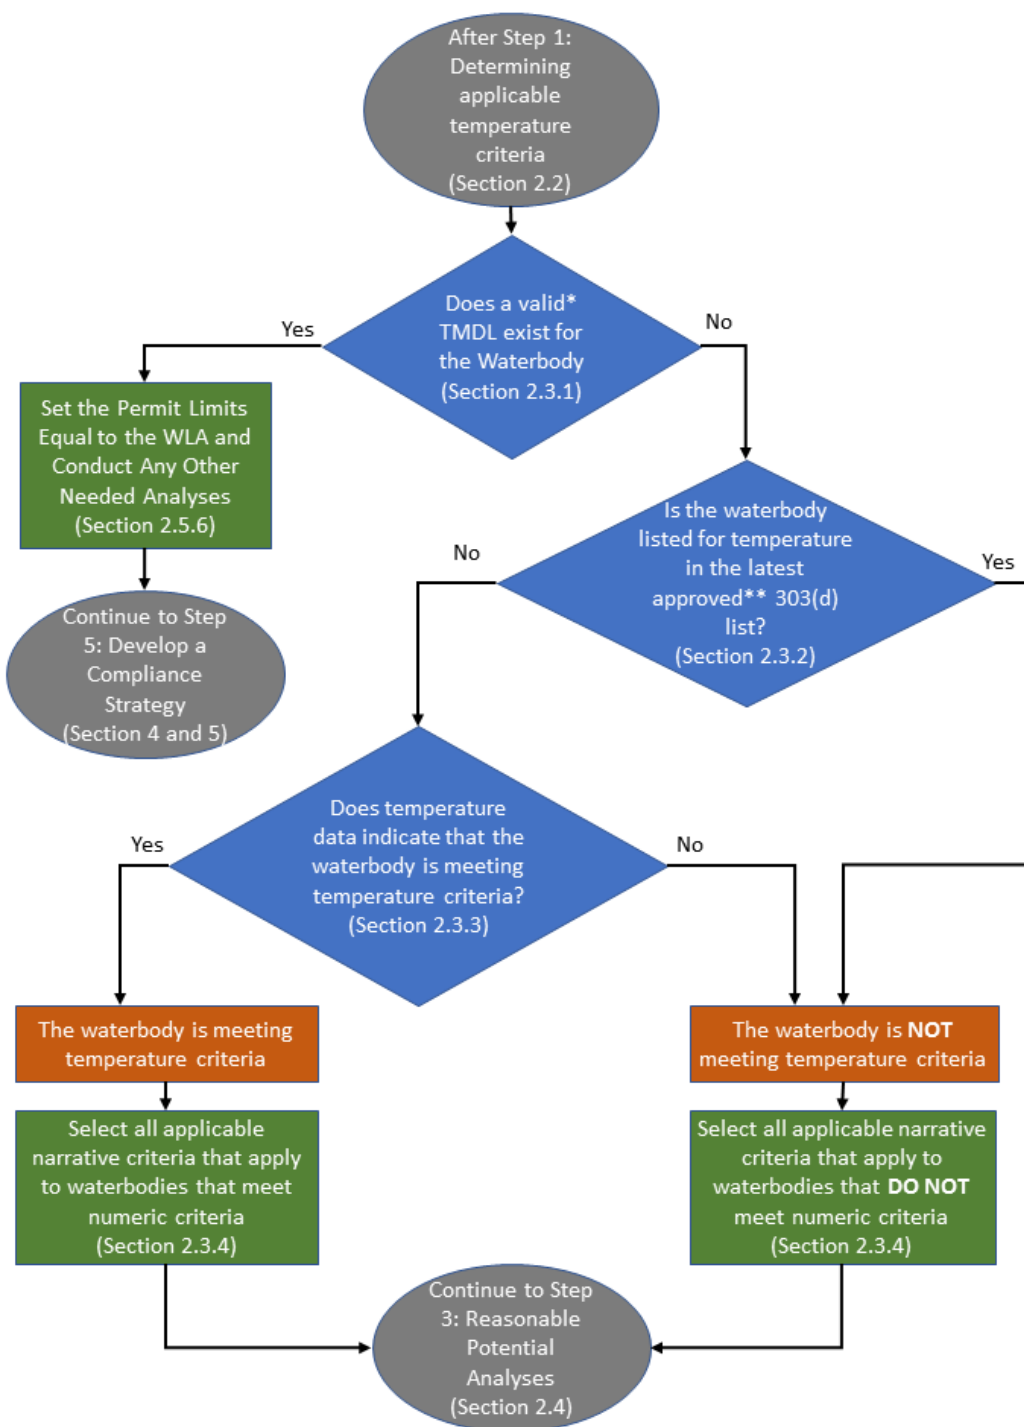 After Step 1:
Determining
applicable
temperature
criteria
(Section 2.2)
Does a valid*
TMDL exist for
the Waterbody
(Section 2.3.1)
Yes
No
Set the Permit Limits
Equal to the WLA and
Conduct Any Other
Needed Analyses
(Section 2.5.6)
Continue to Step
5: Develop a
Compliance
Strategy
(Section 4 and 5)
Is the waterbody
listed for temperature
in the latest
approved** 303(d)
list?
(Section 2.3.2)
No
Yes
Does temperature
data indicate that the
waterbody is meeting
temperature criteria?
(Section 2.3.3)
Yes
No
The waterbody is meeting
temperature criteria
The waterbody is NOT
meeting temperature criteria
Select all applicable
narrative criteria that apply
to waterbodies that meet
numeric criteria
(Section 2.3.4)
Select all applicable narrative
criteria that apply to
waterbodies that DO NOT
meet numeric criteria
(Section 2.3.4)
Continue to Step
3: Reasonable
Potential
Analyses
(Section 2.4)